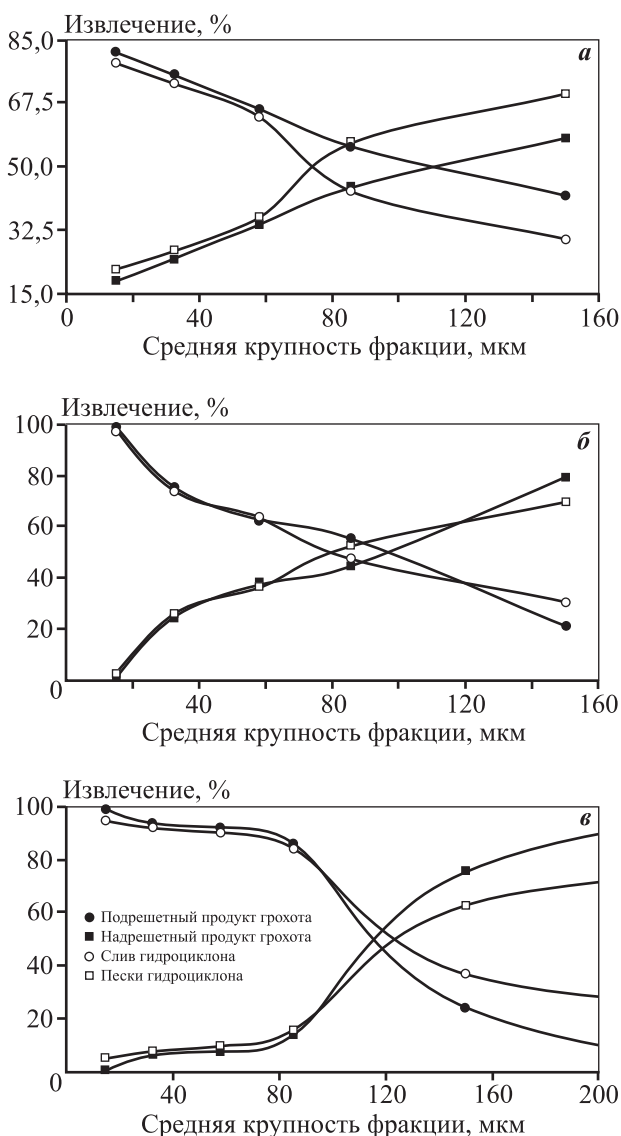 Извлечение, %
85,0
а
67,5
50,0
32,5
15,0
0 40 80 120 160
Средняя крупность фракции, мкм
Извлечение, %
100
б
80
60
40
20
0
40 80 120 160
Средняя крупность фракции, мкм
Извлечение, %
100
в
80
60
Подрешетный продукт грохота
Надрешетный продукт грохота
Слив гидроциклона
Пески гидроциклона
40
20
0
40 80 120 160 200
Средняя крупность фракции, мкм